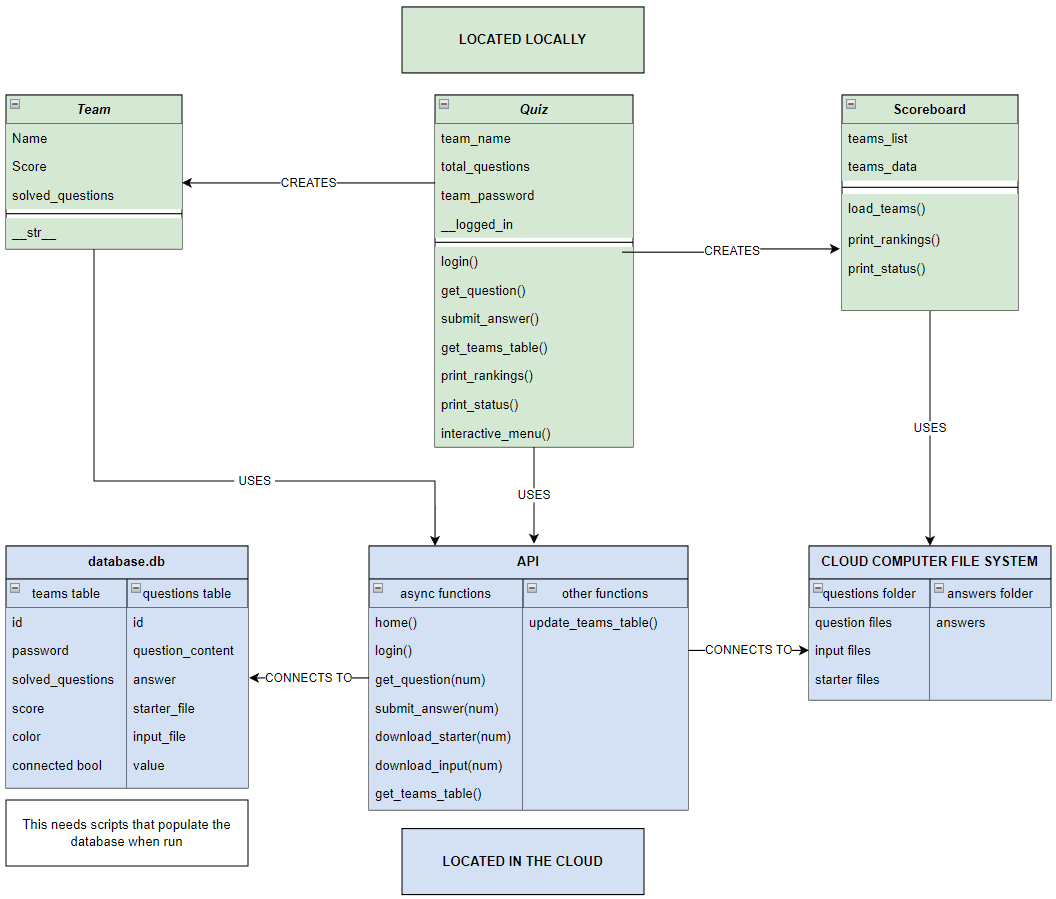 LOCATED LOCALLY
Team
Name
Score
solved_questions
__str__
CREATES
Quiz
team_name
total_questions
team_password
__logged_in
login()
get_question()
submit_answer()
get_teams_table()
print_rankings()
print_status()
interactive_menu()
CREATES
Scoreboard
teams_list
teams_data
load_teams()
print_rankings()
print_status()
USES
USES
USES
database.db
teams table
id
password
solved_questions
score
color
connected bool
questions table
id
question_content
answer
starter_file
input_file
value
This needs scripts that populate the
database when run
CONNECTS TO
API
async functions
home()
login()
get_question(num)
submit_answer(num)
download_starter(num)
download_input(num)
get_teams_table()
other functions
update_teams_table()
CONNECTS TO
CLOUD COMPUTER FILE SYSTEM
questions folder
question files
input files
starter files
answers folder
answers
LOCATED IN THE CLOUD